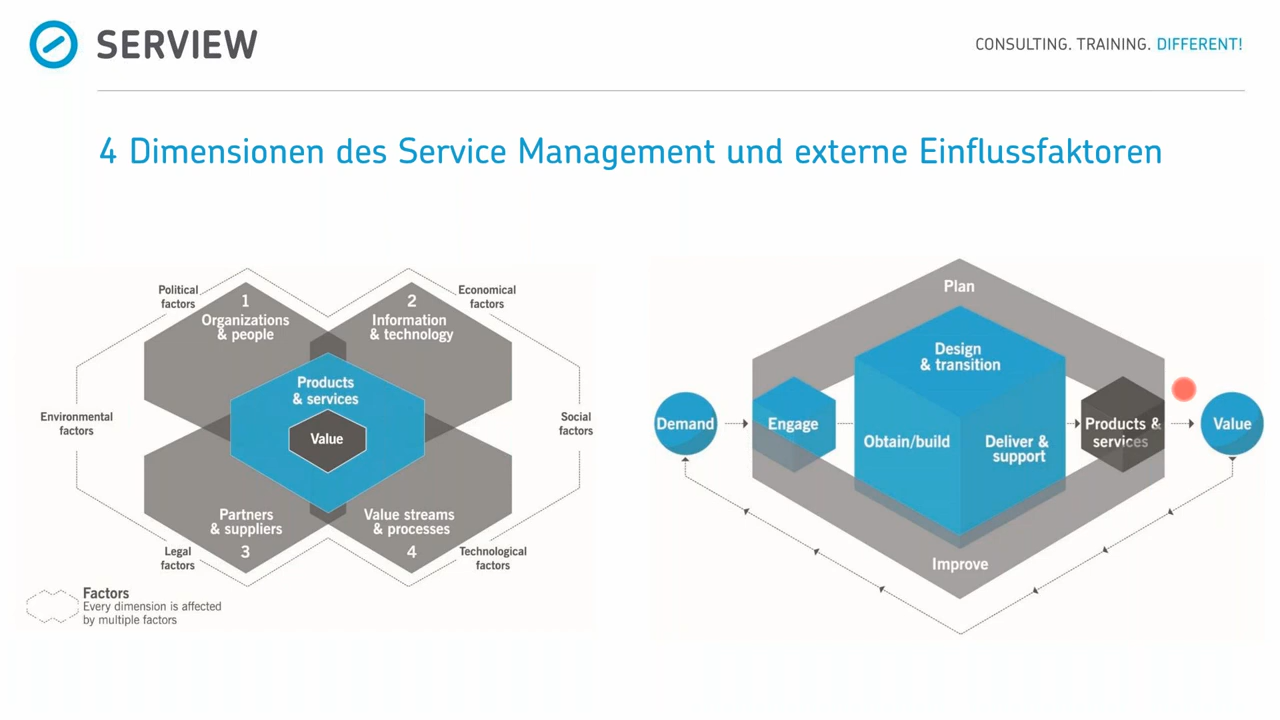 SERVIEW
CONSULTING. TRAINING. DIFFERENT!
4 Dimensionen des Service Management und externe Einflussfaktoren
Political
factors
1
Organizations
& people
2
Information
& technology
Economical
factors
Products
& services
Value
Environmental
factors
Social
factors
Partners
& suppliers
3
Value streams
& processes
4
Legal
factors
Technological
factors
Factors
Every dimension is affected
by multiple factors
Plan
Design
& transition
Demand
Engage
Obtain/build
Deliver &
support
Products &
services
Value
Improve